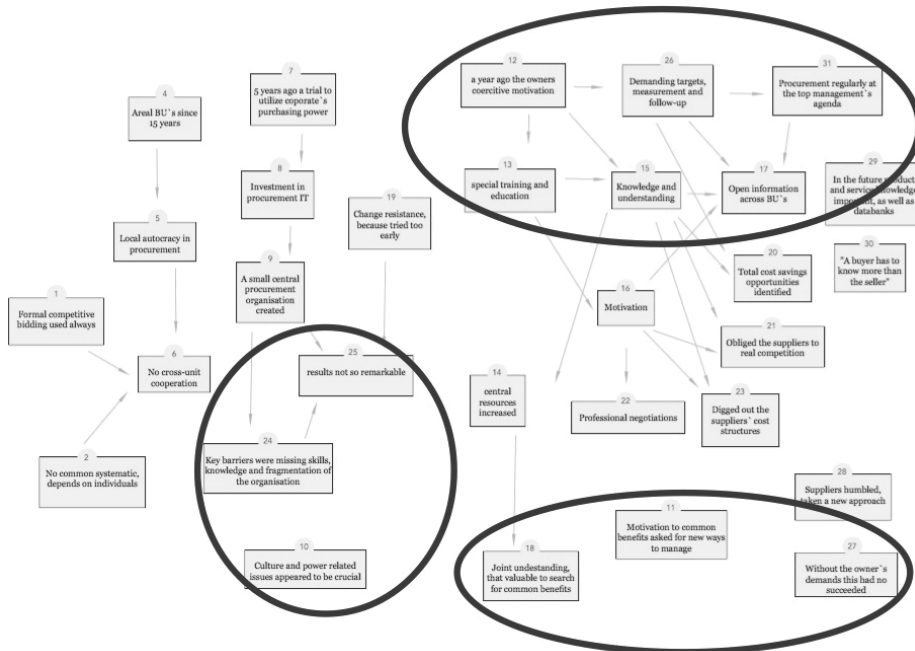 12
a year ago the owners
coercitive motivation
26
Demanding targets,
measurement and
follow-up
31
Procurement regularly at
the top management`s
agenda
7
5 years ago a trial to
utilize coporate`s
purchasing power
4
Areal BU`s since
15 years
8
Investment in
procurement IT
13
special training and
education
15
Knowledge and
understanding
17
Open information
across BU`s
29
In the future product
and service knowledge
important, as well as
databanks
19
Change resistance,
because tried too
early
5
Local autocracy in
procurement
9
A small central
procurement
organisation
created
16
Motivation
20
Total cost savings
opportunities
identified
30
"A buyer has to
know more than
the seller"
1
Formal competitive
bidding used always
6
No cross-unit
cooperation
25
results not so remarkable
14
central
resources
increased
21
Obliged the suppliers to
real competition
22
Professional negotiations
23
Digged out the
suppliers` cost
structures
2
No common systematic,
depends on individuals
24
Key barriers were missing skills,
knowledge and fragmentation of
the organisation
28
Suppliers humbled,
taken a new approach
11
Motivation to common
benefits asked for new ways
to manage
10
Culture and power related
issues appeared to be crucial
18
Joint undestanding,
that valuable to search
for common benefits
27
Without the owner`s
demands this had no
succeeded